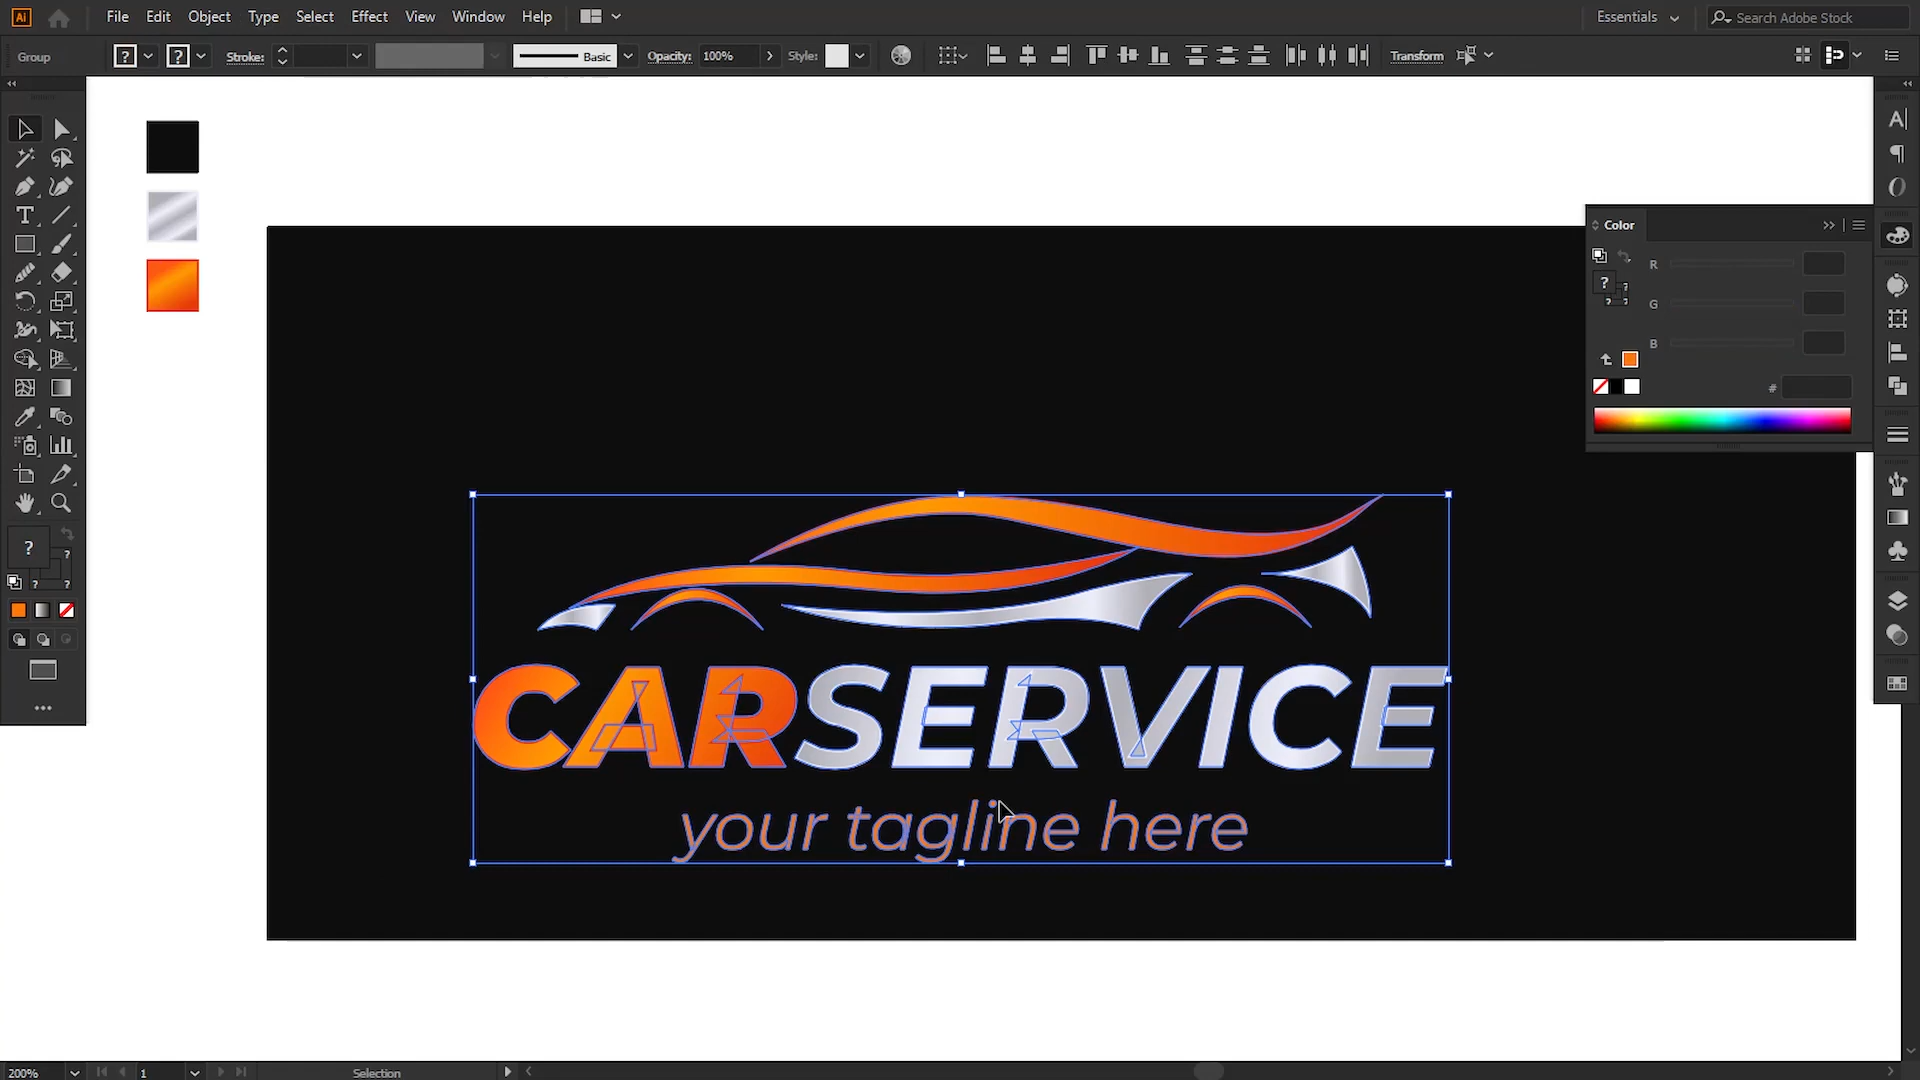 Ai File Edit Object Type Select Effect View Window Help Essentials Search Adobe Stock
Group ? ? Stroke: Basic Opacity: 100% Style: Transform
Color
R
G
B
#
?
?
CARSERVICE
your tagline here
200% 1 Selection